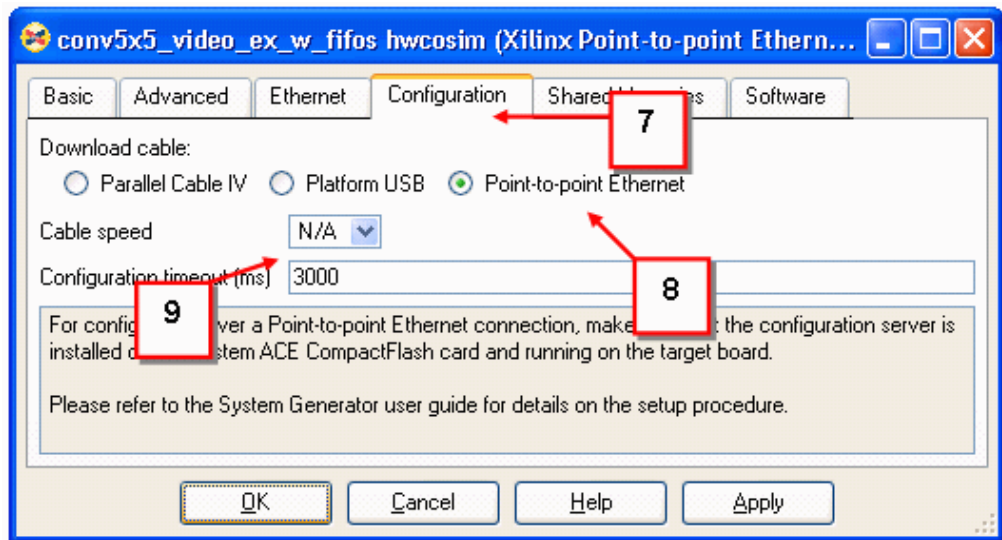 conv5x5_video_ex_w_fifos hwcosim (Xilinx Point-to-point Ethern...
Basic Advanced Ethernet Configuration Shared Software
7
Download cable:
Parallel Cable IV Platform USB Point-to-point Ethernet
Cable speed N/A
8
Configuration timeout (ms) 3000
9
For over a Point-to-point Ethernet connection, make the configuration server is
installed ACE CompactFlash card and running on the target board.
Please refer to the System Generator user guide for details on the setup procedure.
OK Cancel Help Apply